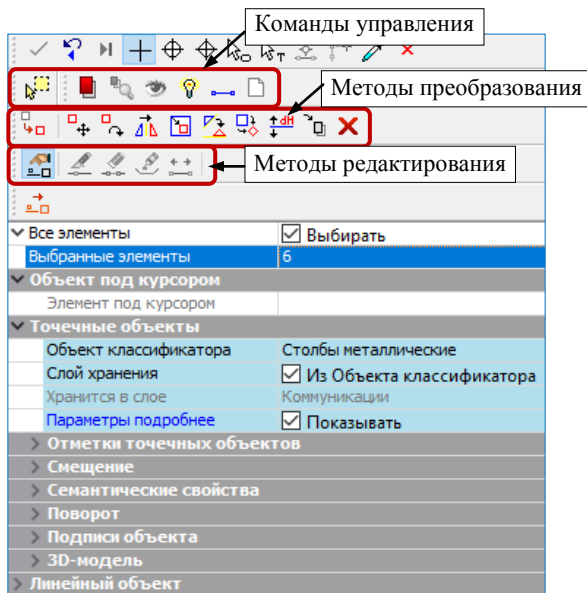 Команды управления
Методы преобразования
dH
Методы редактирования
Все элементы Выбирать
Выбранные элементы 6
Объект под курсором
Элемент под курсором
Точечные объекты
Объект классификатора Столбы металлические
Слой хранения Из Объекта классификатора
Хранится в слое Коммуникации
Параметры подробнее Показывать
Отметки точечных объектов
Смещение
Семантические свойства
Поворот
Подписи объекта
3D-модель
Линейный объект